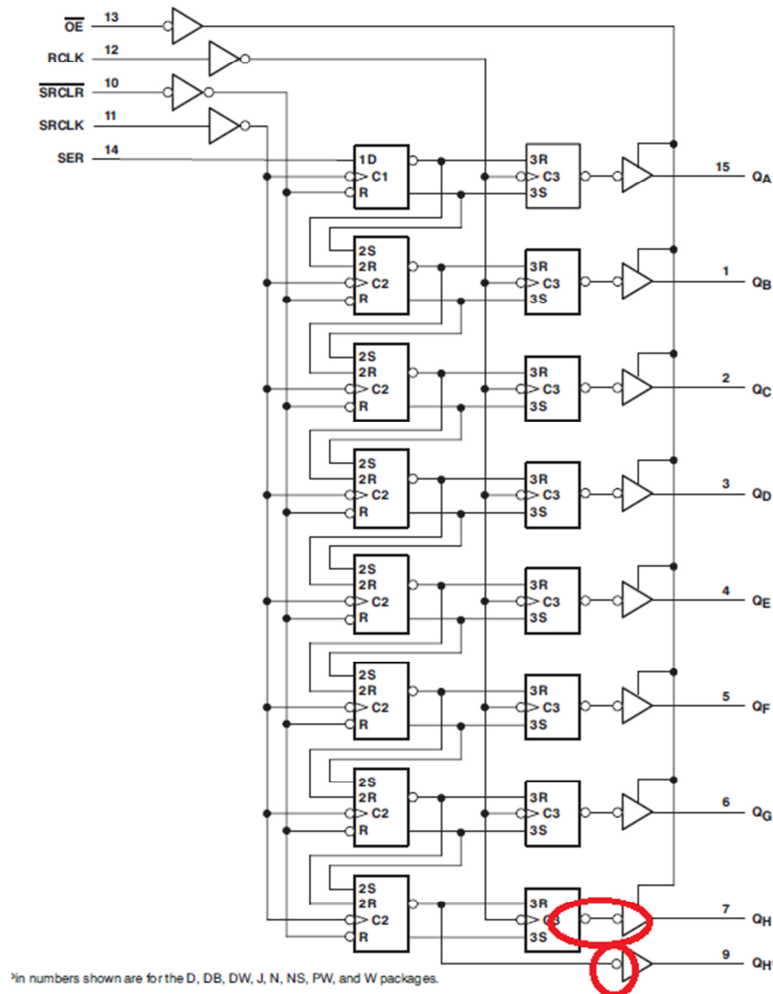 OE 13
RCLK 12
SRCLR 10
SRCLK 11
SER 14
1D
C1
R
3R
C3
3S
15 QA
2S
2R
C2
R
3R
C3
3S
1 QB
2S
2R
C2
R
3R
C3
3S
2 QC
2S
2R
C2
R
3R
C3
3S
3 QD
2S
2R
C2
R
3R
C3
3S
4 QE
2S
2R
C2
R
3R
C3
3S
5 QF
2S
2R
C2
R
3R
C3
3S
6 QG
2S
2R
C2
R
3R
C3
3S
7 QH
9 QH'
Pin numbers shown are for the D, DB, DW, J, N, NS, PW, and W packages.